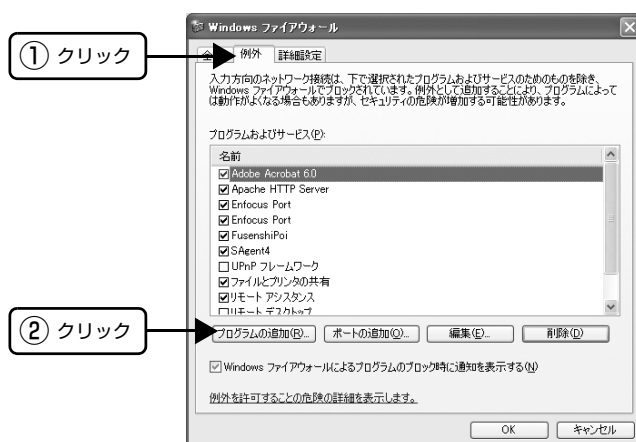 Windows ファイアウォール
① クリック
例外 詳細設定
入力方向のネットワーク接続は、下で選択されたプログラムおよびサービスのためのものを除き、
Windows ファイアウォールでブロックされています。例外として追加することにより、プログラムによって
は動作がよくなる場合もありますが、セキュリティの危険が増加する可能性があります。
プログラムおよびサービス(P):
名前
Adobe Acrobat 6.0
Apache HTTP Server
Enfocus Port
Enfocus Port
FusenshiPoi
SAgent4
UPnP フレームワーク
ファイルとプリンタの共有
リモート アシスタンス
リモート デスクトップ
② クリック
プログラムの追加(R)... ポートの追加(O)... 編集(E)... 削除(D)
Windows ファイアウォールによるプログラムのブロック時に通知を表示する(N)
例外を許可することの危険の詳細を表示します。
OK キャンセル